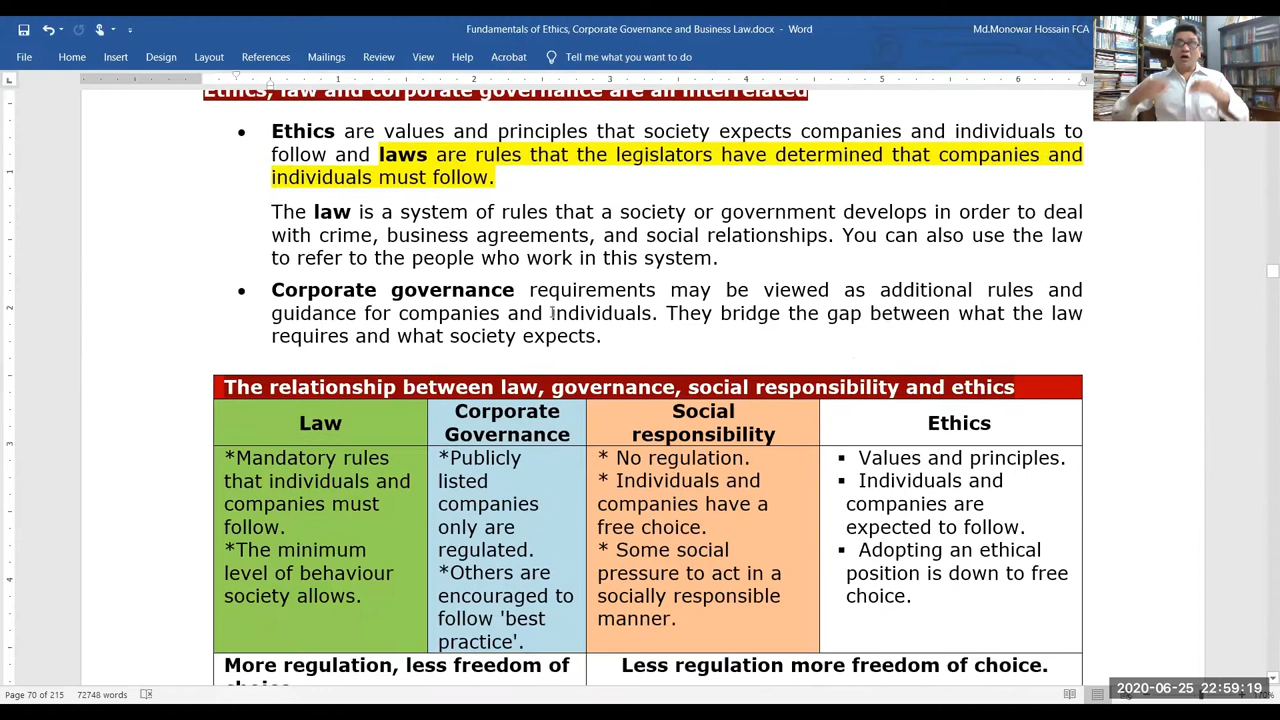 Fundamentals of Ethics, Corporate Governance and Business Law.docx - Word
Md.Monowar Hossain FCA
File Home Insert Design Layout References Mailings Review View Help Acrobat Tell me what you want to do
1 2 3 4 5 6
Ethics, law and corporate governance are all interrelated
• Ethics are values and principles that society expects companies and individuals to
follow and laws are rules that the legislators have determined that companies and
individuals must follow.
The law is a system of rules that a society or government develops in order to deal
with crime, business agreements, and social relationships. You can also use the law
to refer to the people who work in this system.
• Corporate governance requirements may be viewed as additional rules and
guidance for companies and individuals. They bridge the gap between what the law
requires and what society expects.
The relationship between law, governance, social responsibility and ethics
Law
*Mandatory rules
that individuals and
companies must
follow.
*The minimum
level of behaviour
society allows.
Corporate
Governance
*Publicly
listed
companies
only are
regulated.
*Others are
encouraged to
follow 'best
practice'.
Social
responsibility
* No regulation.
* Individuals and
companies have a
free choice.
* Some social
pressure to act in a
socially responsible
manner.
Ethics
▪ Values and principles.
▪ Individuals and
companies are
expected to follow.
▪ Adopting an ethical
position is down to free
choice.
More regulation, less freedom of
choice
Less regulation more freedom of choice.
1
2
3
4
Page 70 of 215 72748 words
2020-06-25 22:59:19